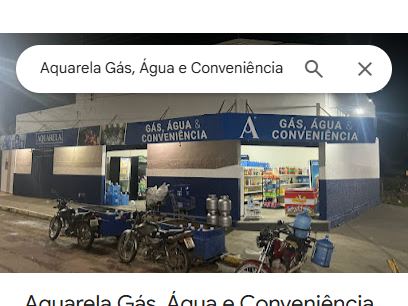 Aquarela Gás, Água e Conveniência
AQUARELA
GÁS, ÁGUA &
CONVENIÊNCIA
A
GÁS, ÁGUA &
CONVENIÊNCIA
Aquarela Gás, Água e Conveniência